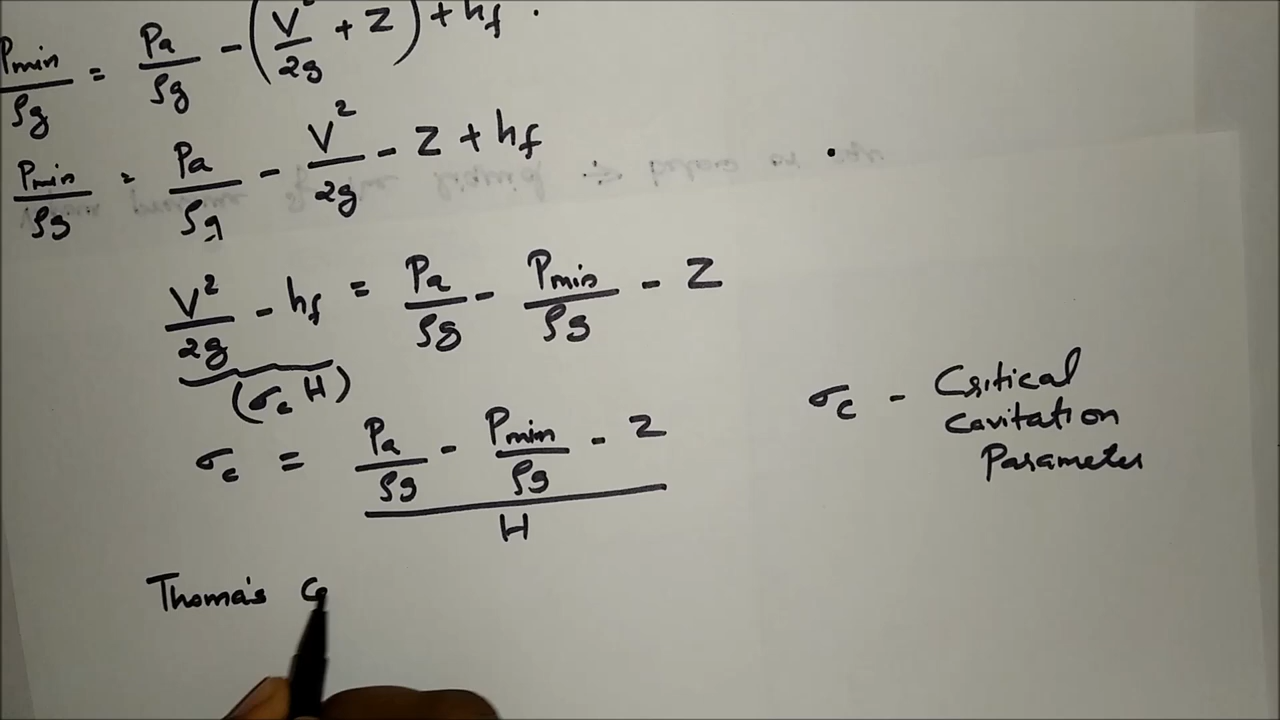 Pmin/ρg = Pa/ρg - (V²/2g + Z) + hf .
Pmin/ρg = Pa/ρg - V²/2g - Z + hf
V²/2g - hf = Pa/ρg - Pmin/ρg - Z
(σc H)
σc = (Pa/ρg - Pmin/ρg - Z)/H
σc - Critical
Cavitation
Parameter
Thoma's